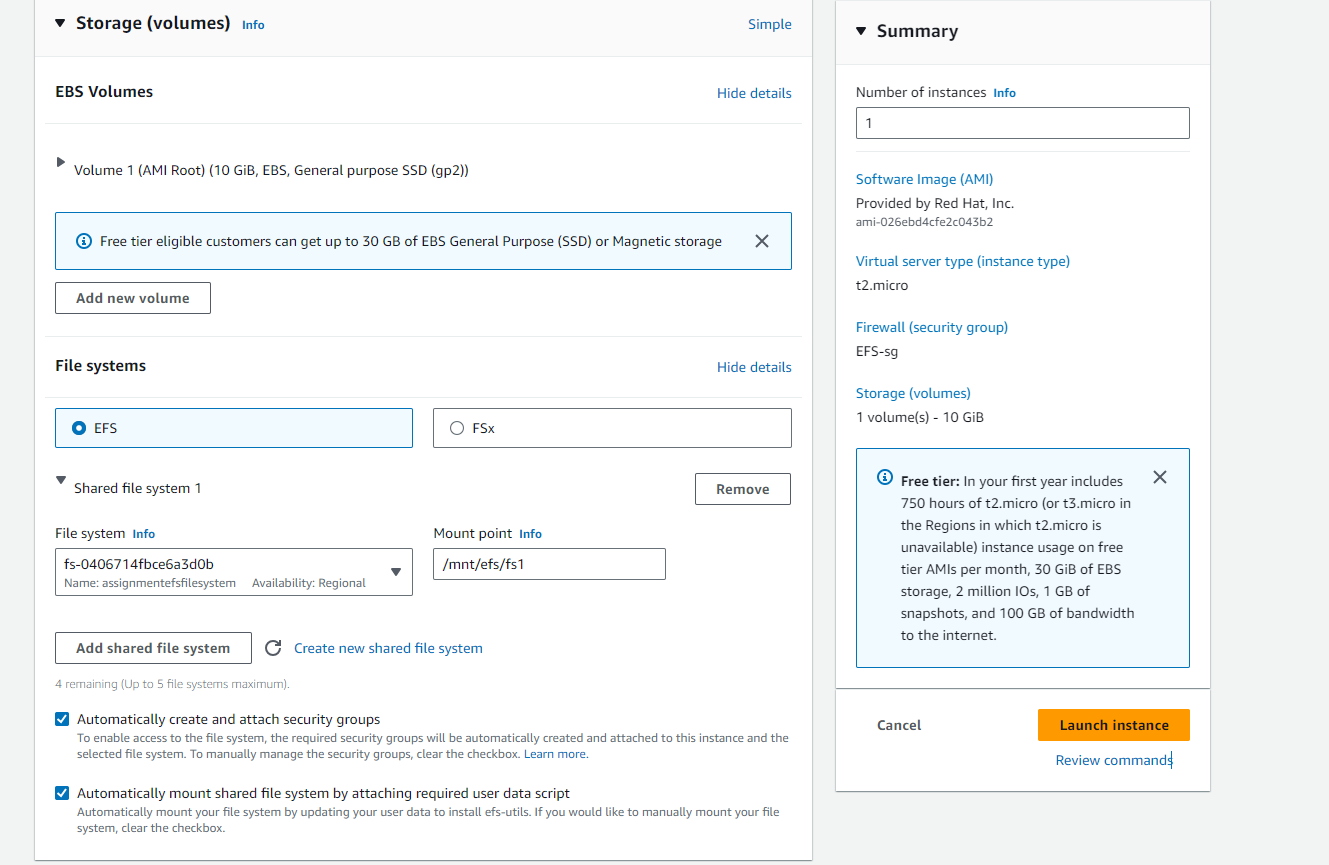 Storage (volumes) Info
Simple
EBS Volumes
Hide details
Volume 1 (AMI Root) (10 GiB, EBS, General purpose SSD (gp2))
Free tier eligible customers can get up to 30 GB of EBS General Purpose (SSD) or Magnetic storage
Add new volume
File systems
Hide details
EFS
FSx
Shared file system 1
Remove
File system Info
Mount point Info
fs-0406714fbce6a3d0b
Name: assignmentefsfilesystem Availability: Regional
/mnt/efs/fs1
Add shared file system
Create new shared file system
4 remaining (Up to 5 file systems maximum).
Automatically create and attach security groups
To enable access to the file system, the required security groups will be automatically created and attached to this instance and the
selected file system. To manually manage the security groups, clear the checkbox. Learn more.
Automatically mount shared file system by attaching required user data script
Automatically mount your file system by updating your user data to install efs-utils. If you would like to manually mount your file
system, clear the checkbox.
Summary
Number of instances Info
1
Software Image (AMI)
Provided by Red Hat, Inc.
ami-026ebd4cfe2c043b2
Virtual server type (instance type)
t2.micro
Firewall (security group)
EFS-sg
Storage (volumes)
1 volume(s) - 10 GiB
Free tier: In your first year includes
750 hours of t2.micro (or t3.micro in
the Regions in which t2.micro is
unavailable) instance usage on free
tier AMIs per month, 30 GiB of EBS
storage, 2 million IOs, 1 GB of
snapshots, and 100 GB of bandwidth
to the internet.
Cancel
Launch instance
Review commands